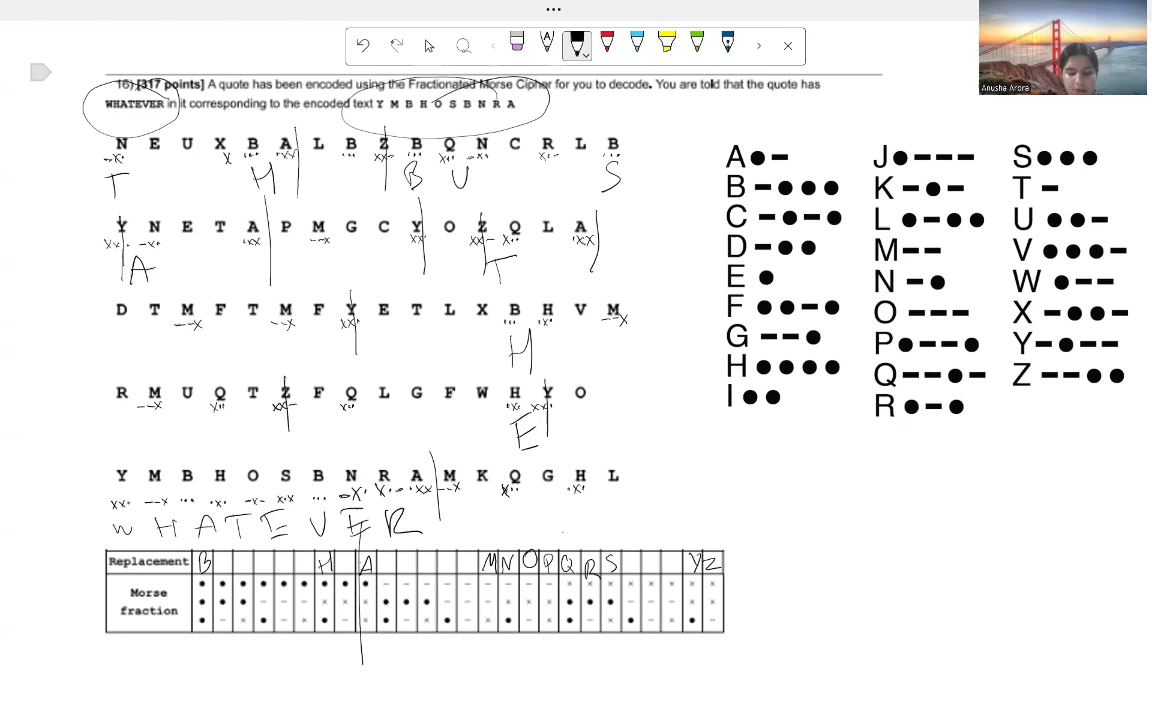 16) [317 points] A quote has been encoded using the Fractionated Morse Cipher for you to decode. You are told that the quote has
WHATEVER in it corresponding to the encoded text Y M B H O S B N R A
Anusha Arora
N E U X B A L B Z B Q N C R L B
T H B U S
Y N E T A P M G C Y O Z Q L A
A T
D T M F T M F Y E T L X B H V M
H
R M U Q T Z F Q L G F W H Y O
E
Y M B H O S B N R A M K Q G H L
W H A T E V E R
Replacement B H A M N O P Q R S Y Z
Morse
fraction
A ●–
B –●●●
C –●–●
D –●●
E ●
F ●●–●
G ––●
H ●●●●
I ●●
J ●–––
K –●–
L ●–●●
M ––
N –●
O –––
P ●––●
Q ––●–
R ●–●
S ●●●
T –
U ●●–
V ●●●–
W ●––
X –●●–
Y –●––
Z ––●●